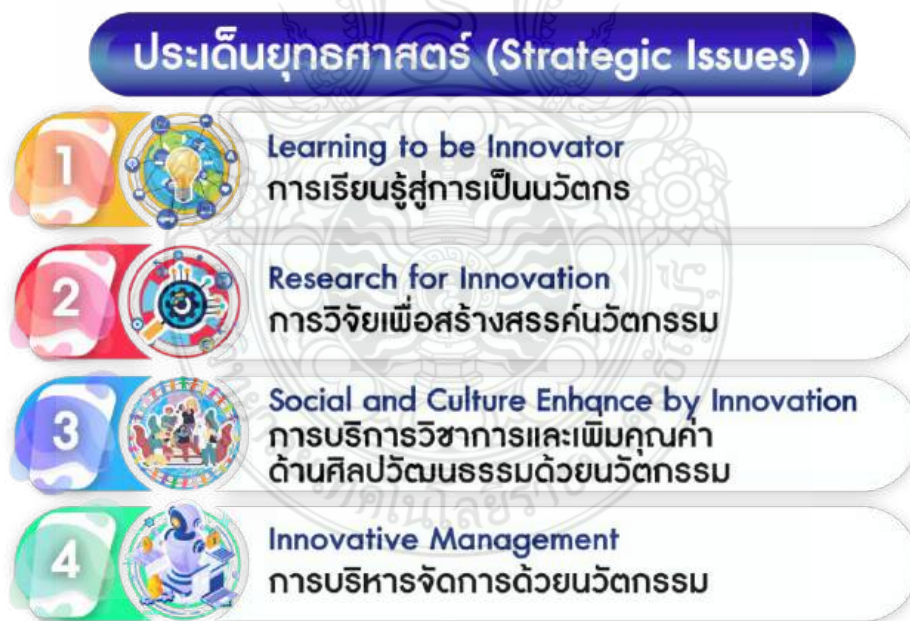 ประเด็นยุทธศาสตร์ (Strategic Issues)
1
Learning to be Innovator
การเรียนรู้สู่การเป็นนวัตกร
2
Research for Innovation
การวิจัยเพื่อสร้างสรรค์นวัตกรรม
3
Social and Culture Enhance by Innovation
การบริการวิชาการและเพิ่มคุณค่า
ด้านศิลปวัฒนธรรมด้วยนวัตกรรม
4
Innovative Management
การบริหารจัดการด้วยนวัตกรรม